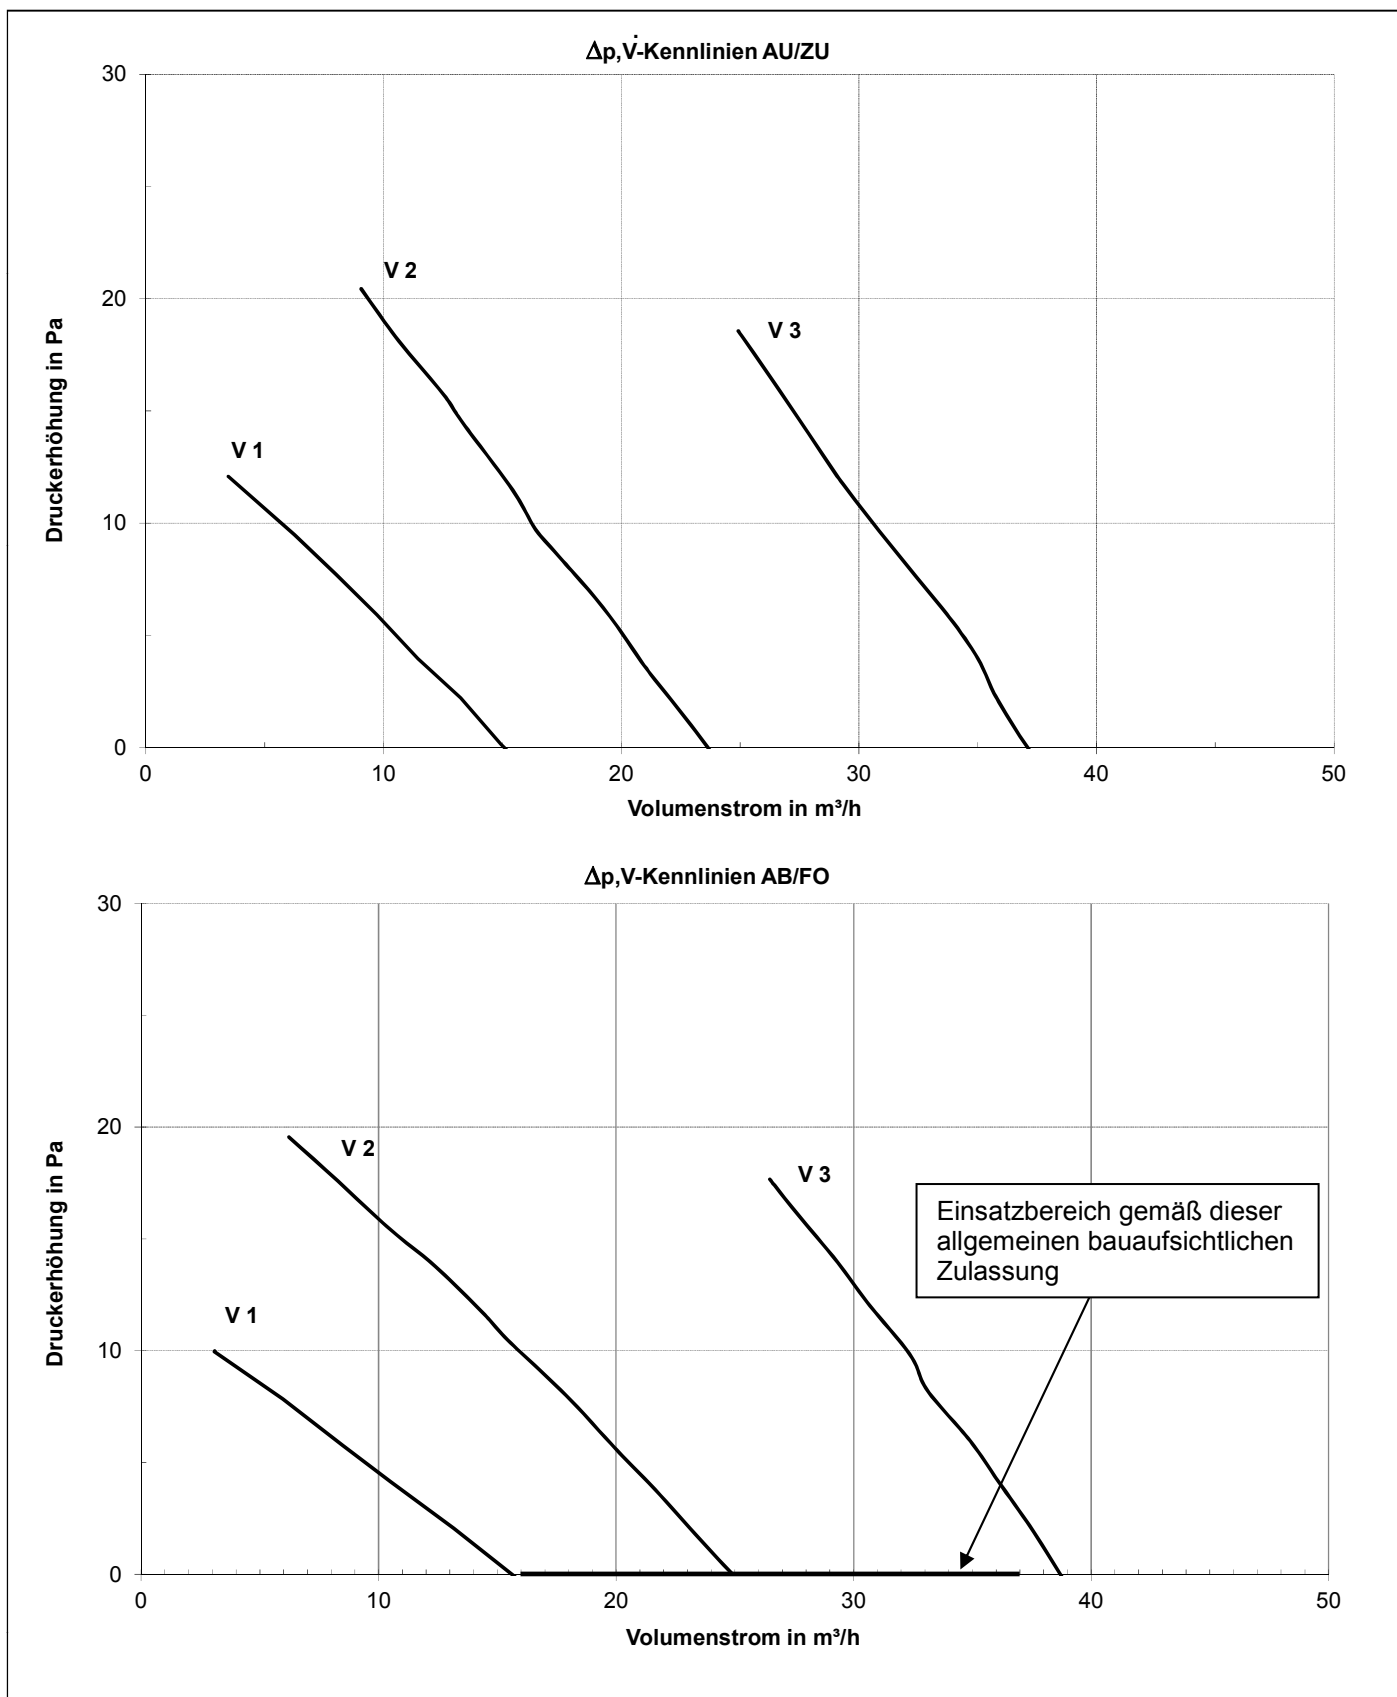 Δp,V̇-Kennlinien AU/ZU
30
20
10
0
Druckerhöhung in Pa
V 1
V 2
V 3
0 10 20 30 40 50
Volumenstrom in m³/h
Δp,V-Kennlinien AB/FO
30
20
10
0
Druckerhöhung in Pa
V 1
V 2
V 3
Einsatzbereich gemäß dieser
allgemeinen bauaufsichtlichen
Zulassung
0 10 20 30 40 50
Volumenstrom in m³/h